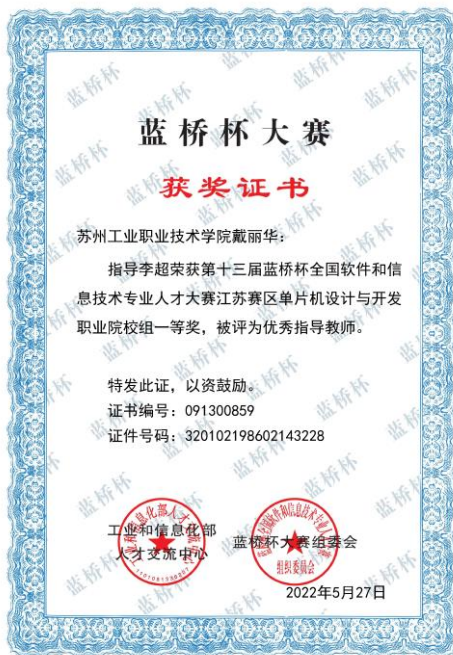 蓝桥杯大赛
获奖证书
苏州工业职业技术学院戴丽华：
指导李超荣获第十三届蓝桥杯全国软件和信
息技术专业人才大赛江苏赛区单片机设计与开发
职业院校组一等奖，被评为优秀指导教师。
特发此证，以资鼓励。
证书编号：091300859
证件号码：320102198602143228
工业和信息化部
人才交流中心
蓝桥杯大赛组委会
组织委员会
2022年5月27日